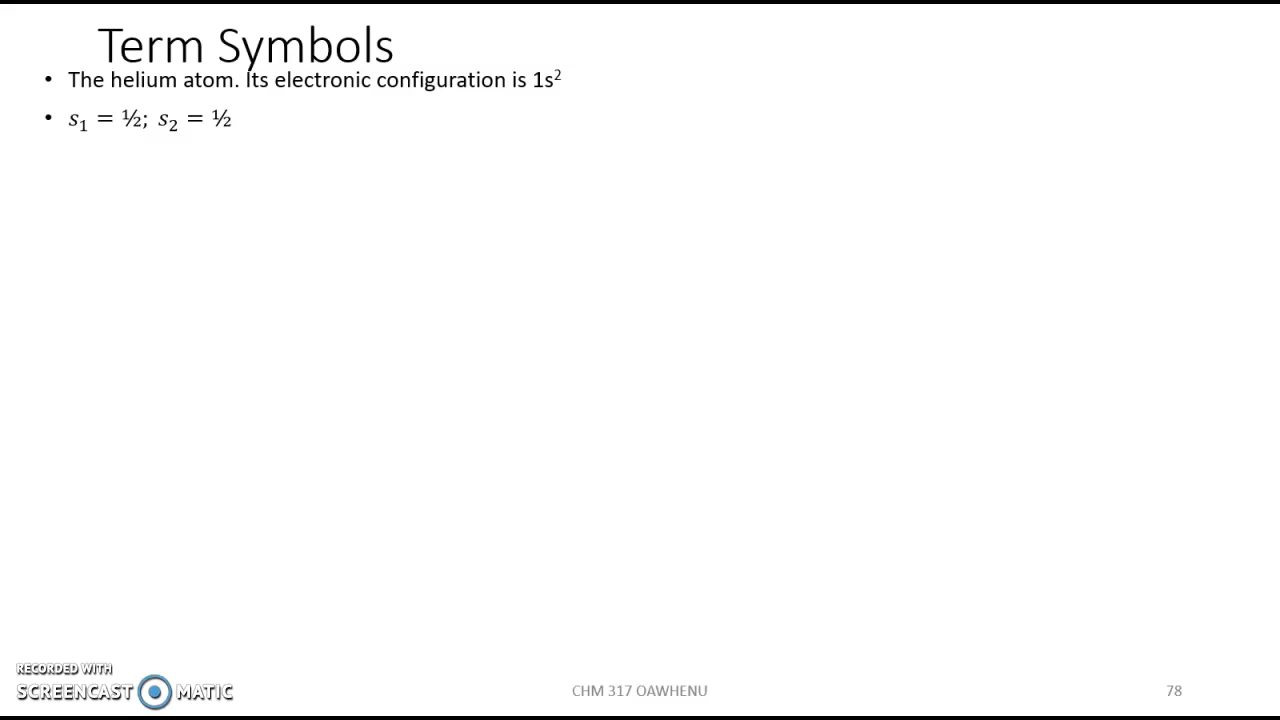 Term Symbols
• The helium atom. Its electronic configuration is 1s²
• 𝑠₁ = ½; 𝑠₂ = ½
RECORDED WITH
SCREENCAST MATIC
CHM 317 OAWHENU
78